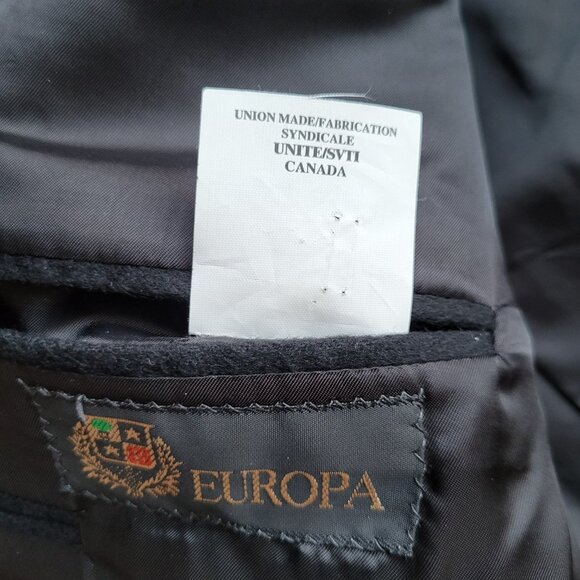 UNION MADE/FABRICATION
SYNDICALE
UNITE/SVTI
CANADA
EUROPA